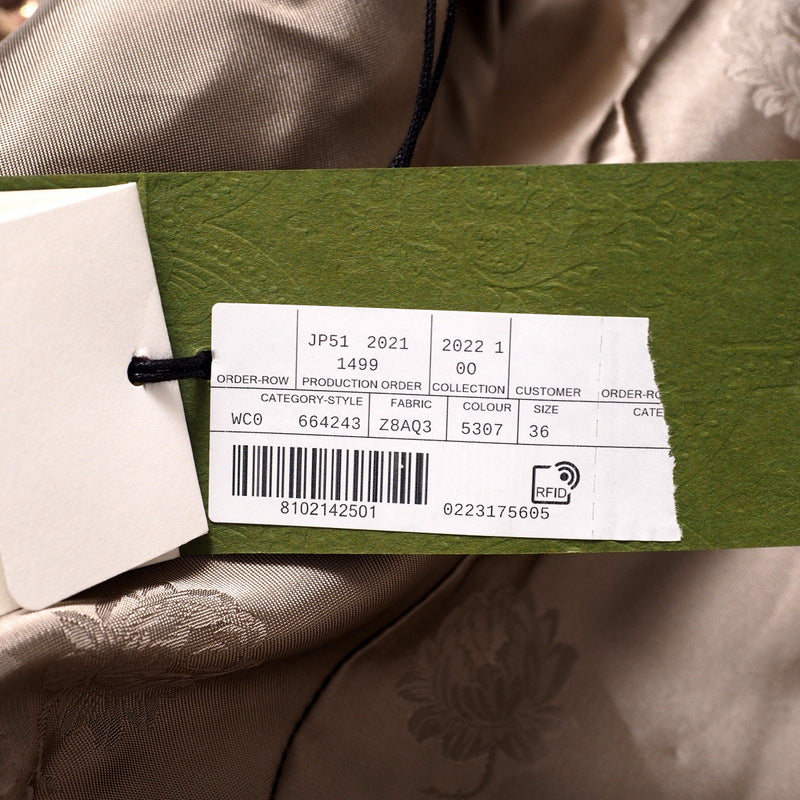 JP51 2021 2022 1
1499 0O
ORDER-ROW PRODUCTION ORDER COLLECTION CUSTOMER ORDER-RO
CATEGORY-STYLE FABRIC COLOUR SIZE CATE
WC0 664243 Z8AQ3 5307 36
RFID
8102142501 0223175605